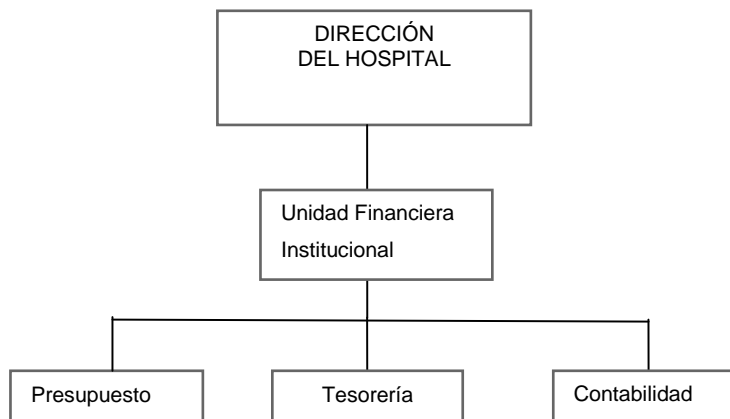 DIRECCIÓN
DEL HOSPITAL
Unidad Financiera
Institucional
Presupuesto
Tesorería
Contabilidad